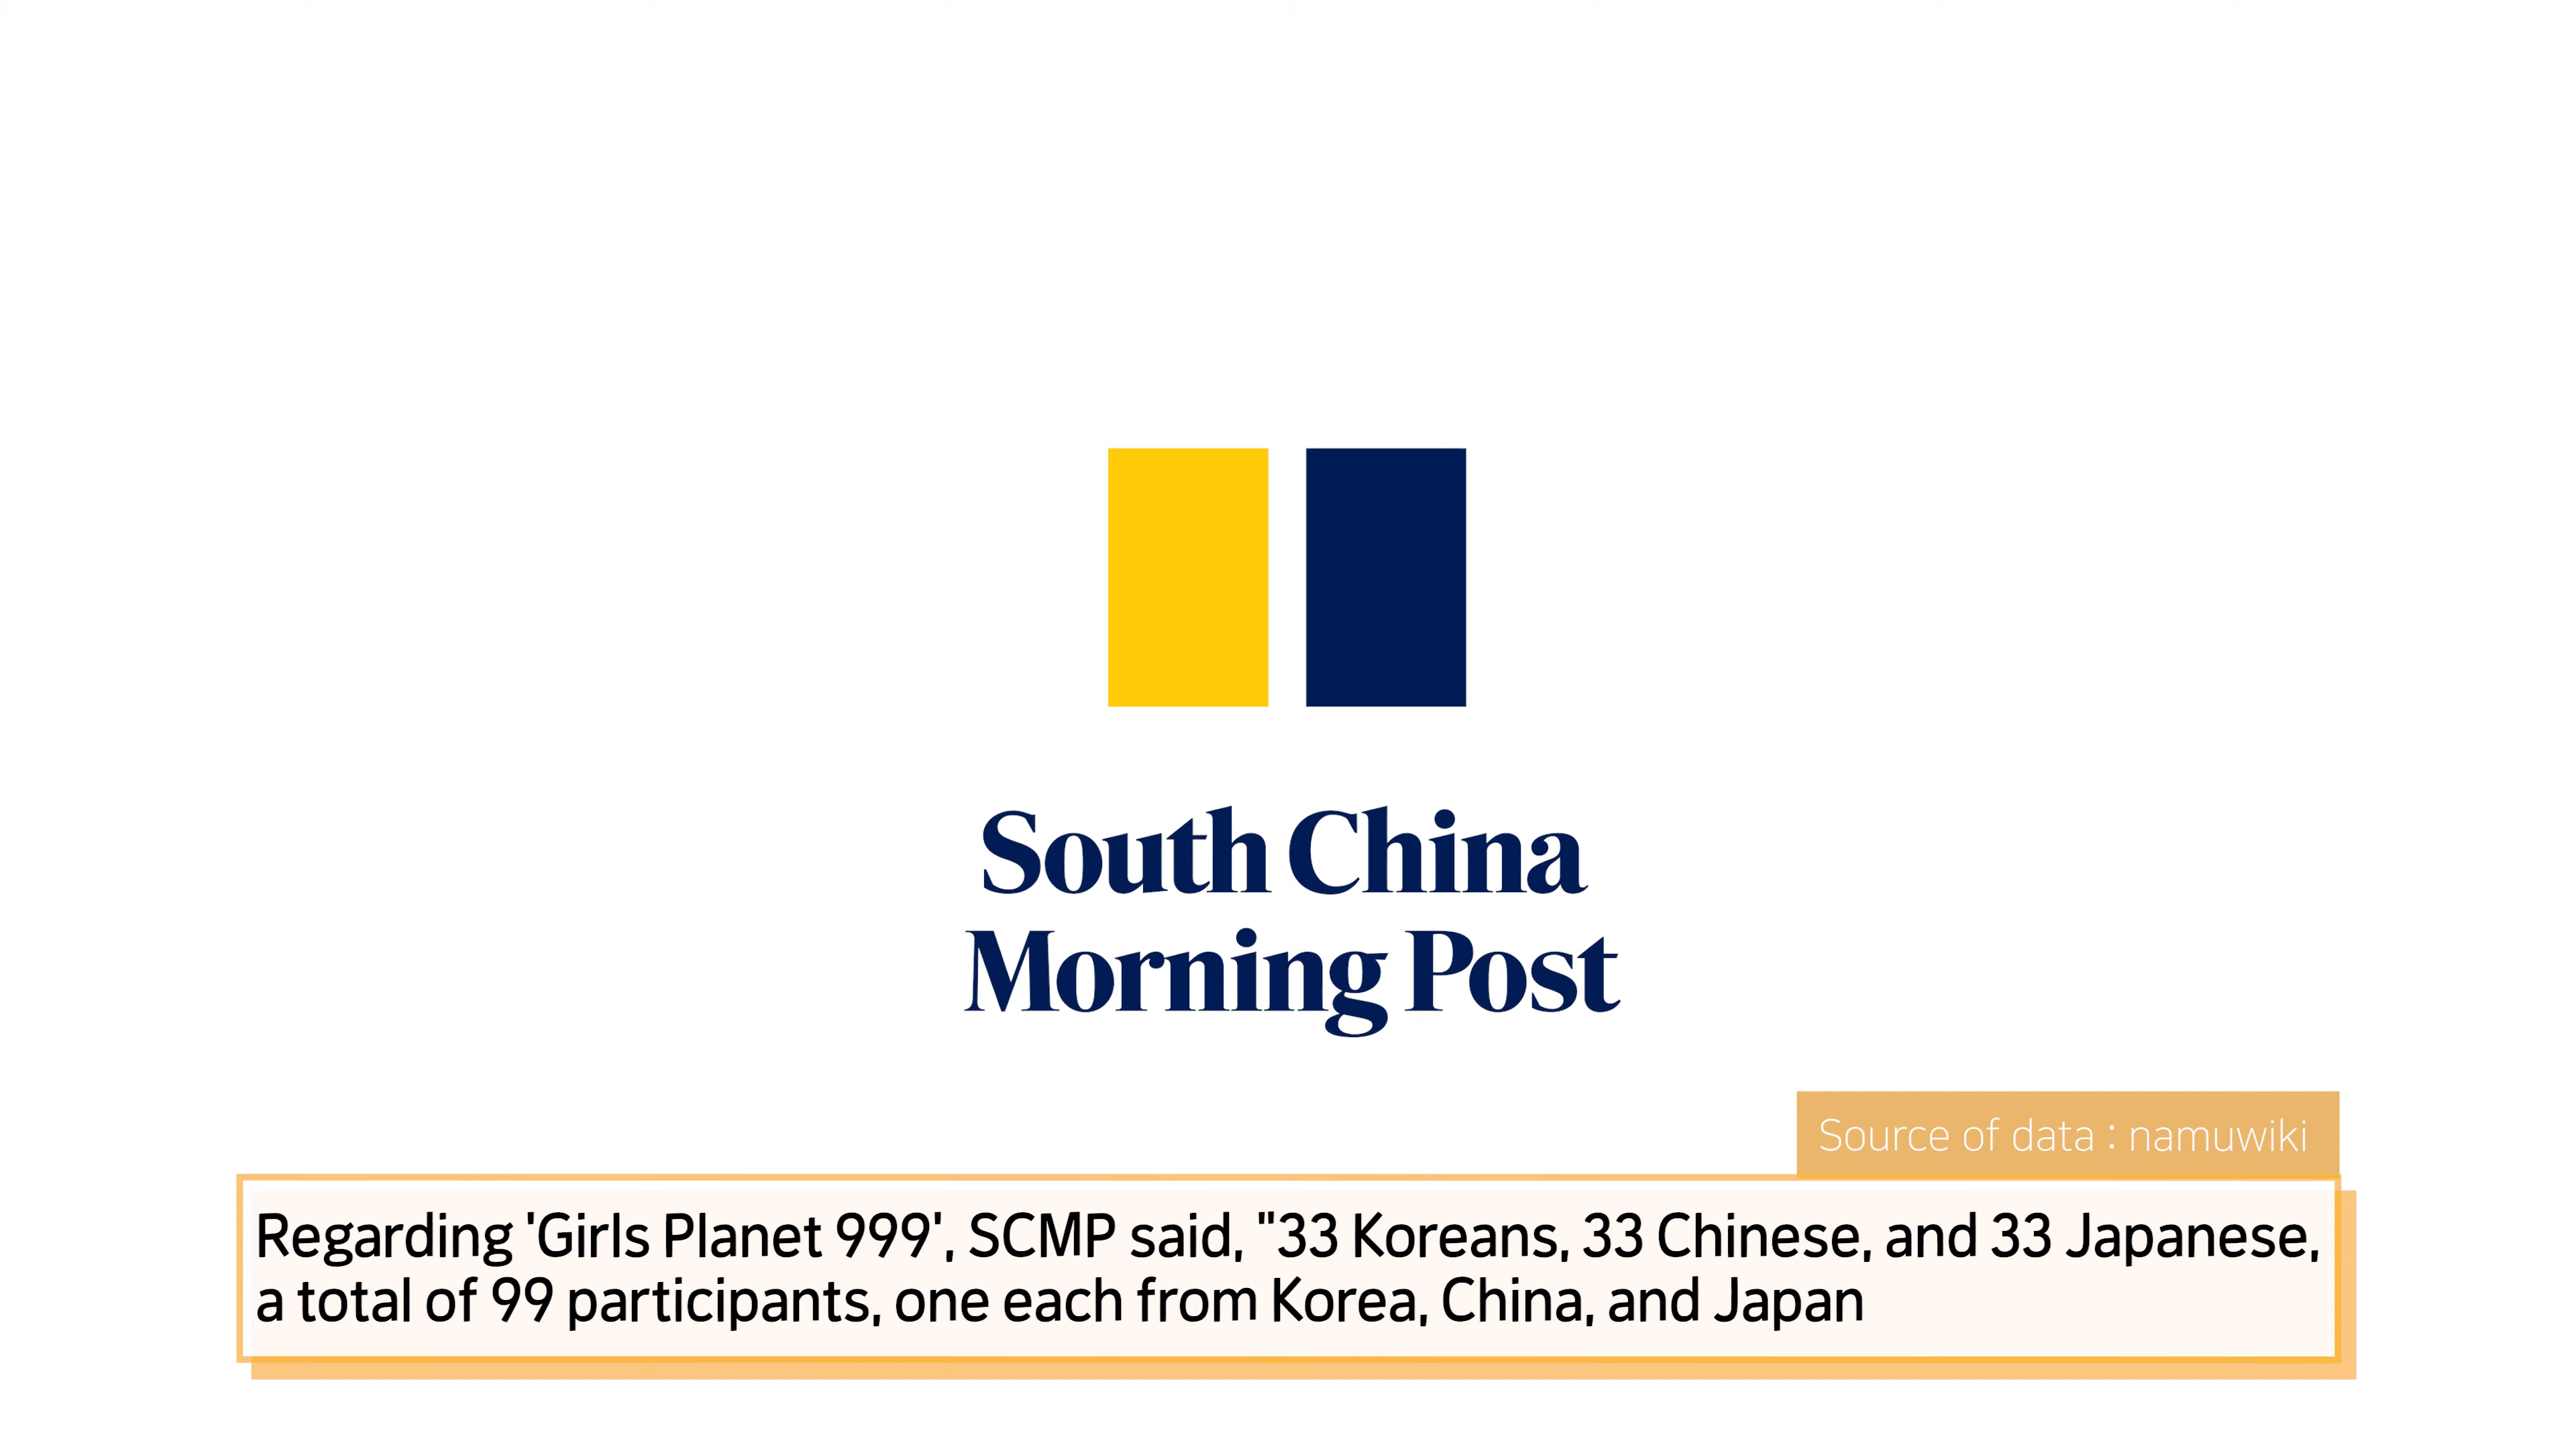 South China
Morning Post
Source of data : namuwiki
Regarding 'Girls Planet 999', SCMP said, "33 Koreans, 33 Chinese, and 33 Japanese,
a total of 99 participants, one each from Korea, China, and Japan